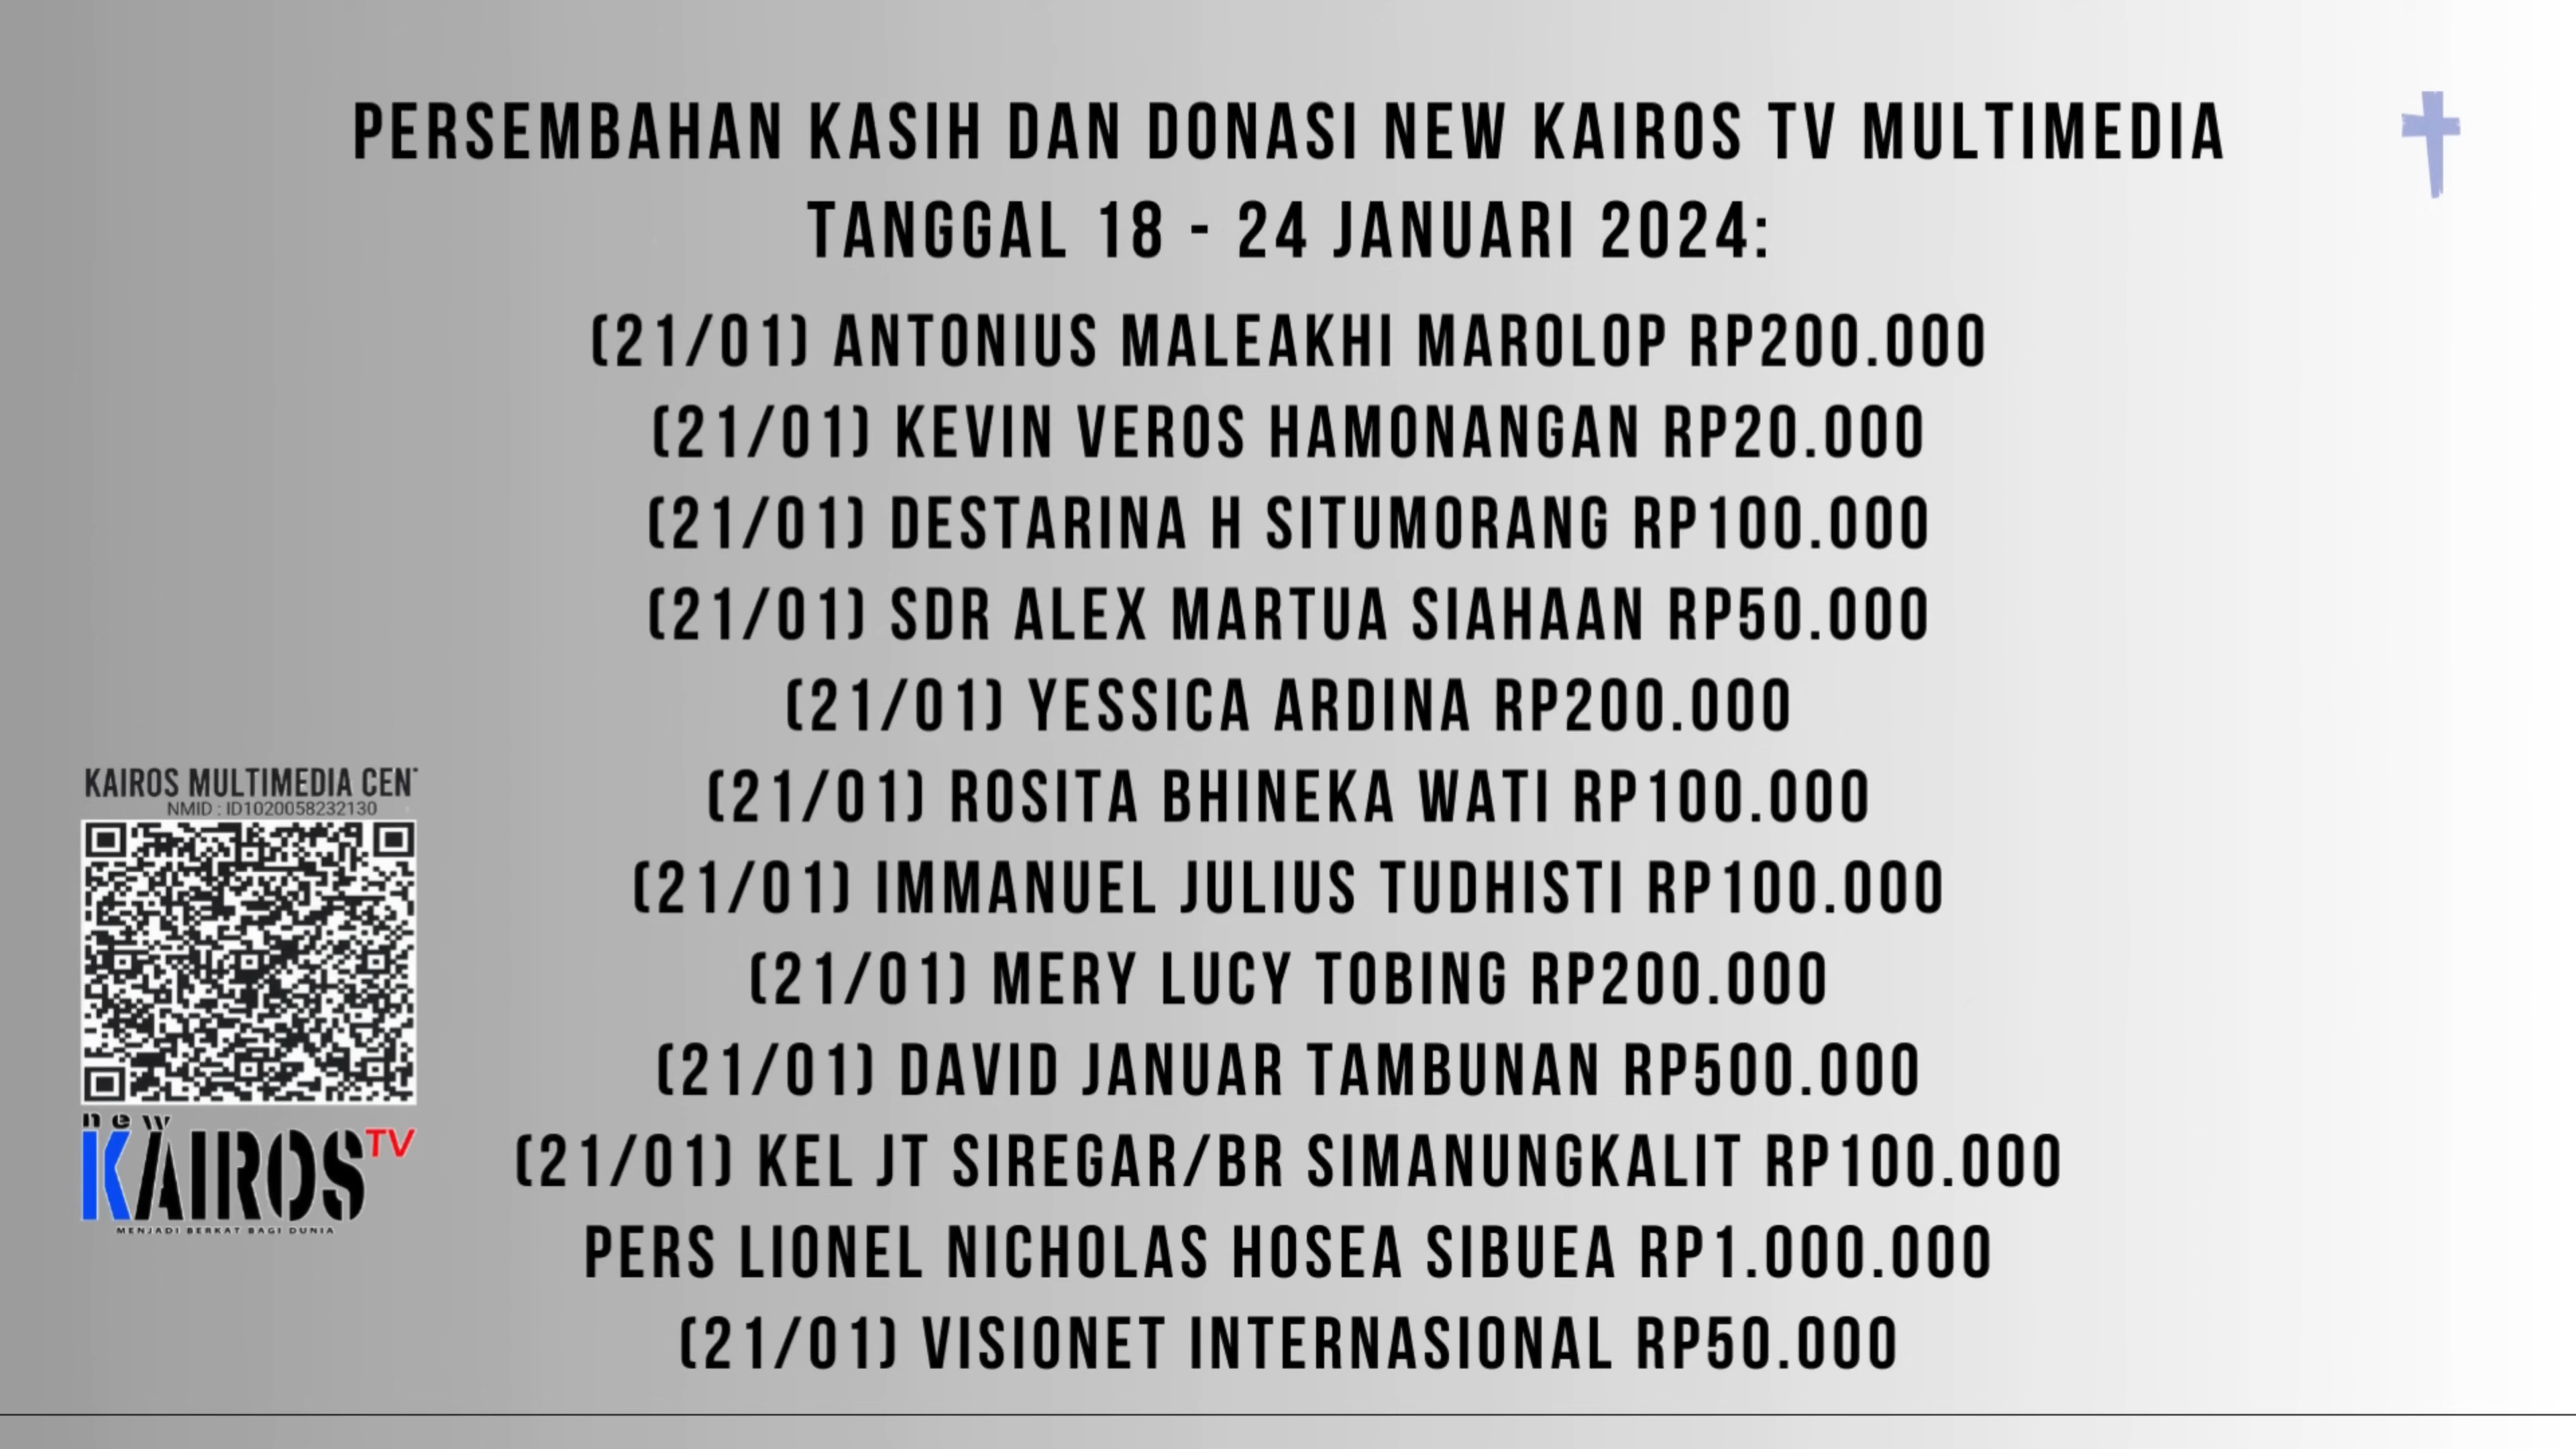 PERSEMBAHAN KASIH DAN DONASI NEW KAIROS TV MULTIMEDIA
TANGGAL 18 - 24 JANUARI 2024:
(21/01) ANTONIUS MALEAKHI MAROLOP RP200.000
(21/01) KEVIN VEROS HAMONANGAN RP20.000
(21/01) DESTARINA H SITUMORANG RP100.000
(21/01) SDR ALEX MARTUA SIAHAAN RP50.000
(21/01) YESSICA ARDINA RP200.000
(21/01) ROSITA BHINEKA WATI RP100.000
(21/01) IMMANUEL JULIUS TUDHISTI RP100.000
(21/01) MERY LUCY TOBING RP200.000
(21/01) DAVID JANUAR TAMBUNAN RP500.000
(21/01) KEL JT SIREGAR/BR SIMANUNGKALIT RP100.000
PERS LIONEL NICHOLAS HOSEA SIBUEA RP1.000.000
(21/01) VISIONET INTERNASIONAL RP50.000
KAIROS MULTIMEDIA CEN
NMID : ID1020058232130
new
KAIROS TV
MENJADI BERKAT BAGI DUNIA